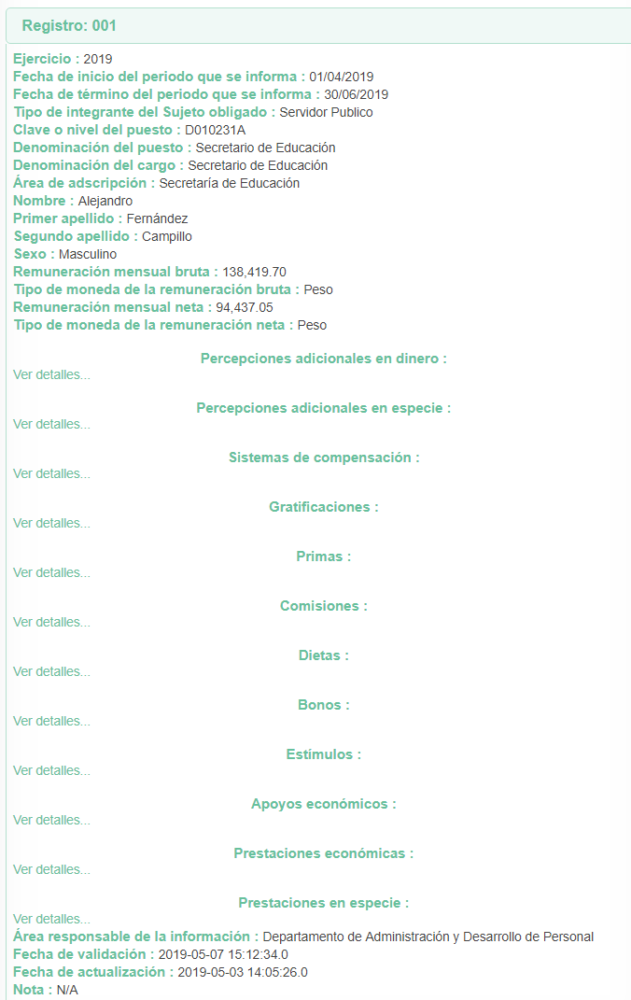 Registro: 001
Ejercicio : 2019
Fecha de inicio del periodo que se informa : 01/04/2019
Fecha de término del periodo que se informa : 30/06/2019
Tipo de integrante del Sujeto obligado : Servidor Publico
Clave o nivel del puesto : D010231A
Denominación del puesto : Secretario de Educación
Denominación del cargo : Secretario de Educación
Área de adscripción : Secretaría de Educación
Nombre : Alejandro
Primer apellido : Fernández
Segundo apellido : Campillo
Sexo : Masculino
Remuneración mensual bruta : 138,419.70
Tipo de moneda de la remuneración bruta : Peso
Remuneración mensual neta : 94,437.05
Tipo de moneda de la remuneración neta : Peso
Percepciones adicionales en dinero :
Ver detalles...
Percepciones adicionales en especie :
Ver detalles...
Sistemas de compensación :
Ver detalles...
Gratificaciones :
Ver detalles...
Primas :
Ver detalles...
Comisiones :
Ver detalles...
Dietas :
Ver detalles...
Bonos :
Ver detalles...
Estímulos :
Ver detalles...
Apoyos económicos :
Ver detalles...
Prestaciones económicas :
Ver detalles...
Prestaciones en especie :
Ver detalles...
Área responsable de la información : Departamento de Administración y Desarrollo de Personal
Fecha de validación : 2019-05-07 15:12:34.0
Fecha de actualización : 2019-05-03 14:05:26.0
Nota : N/A